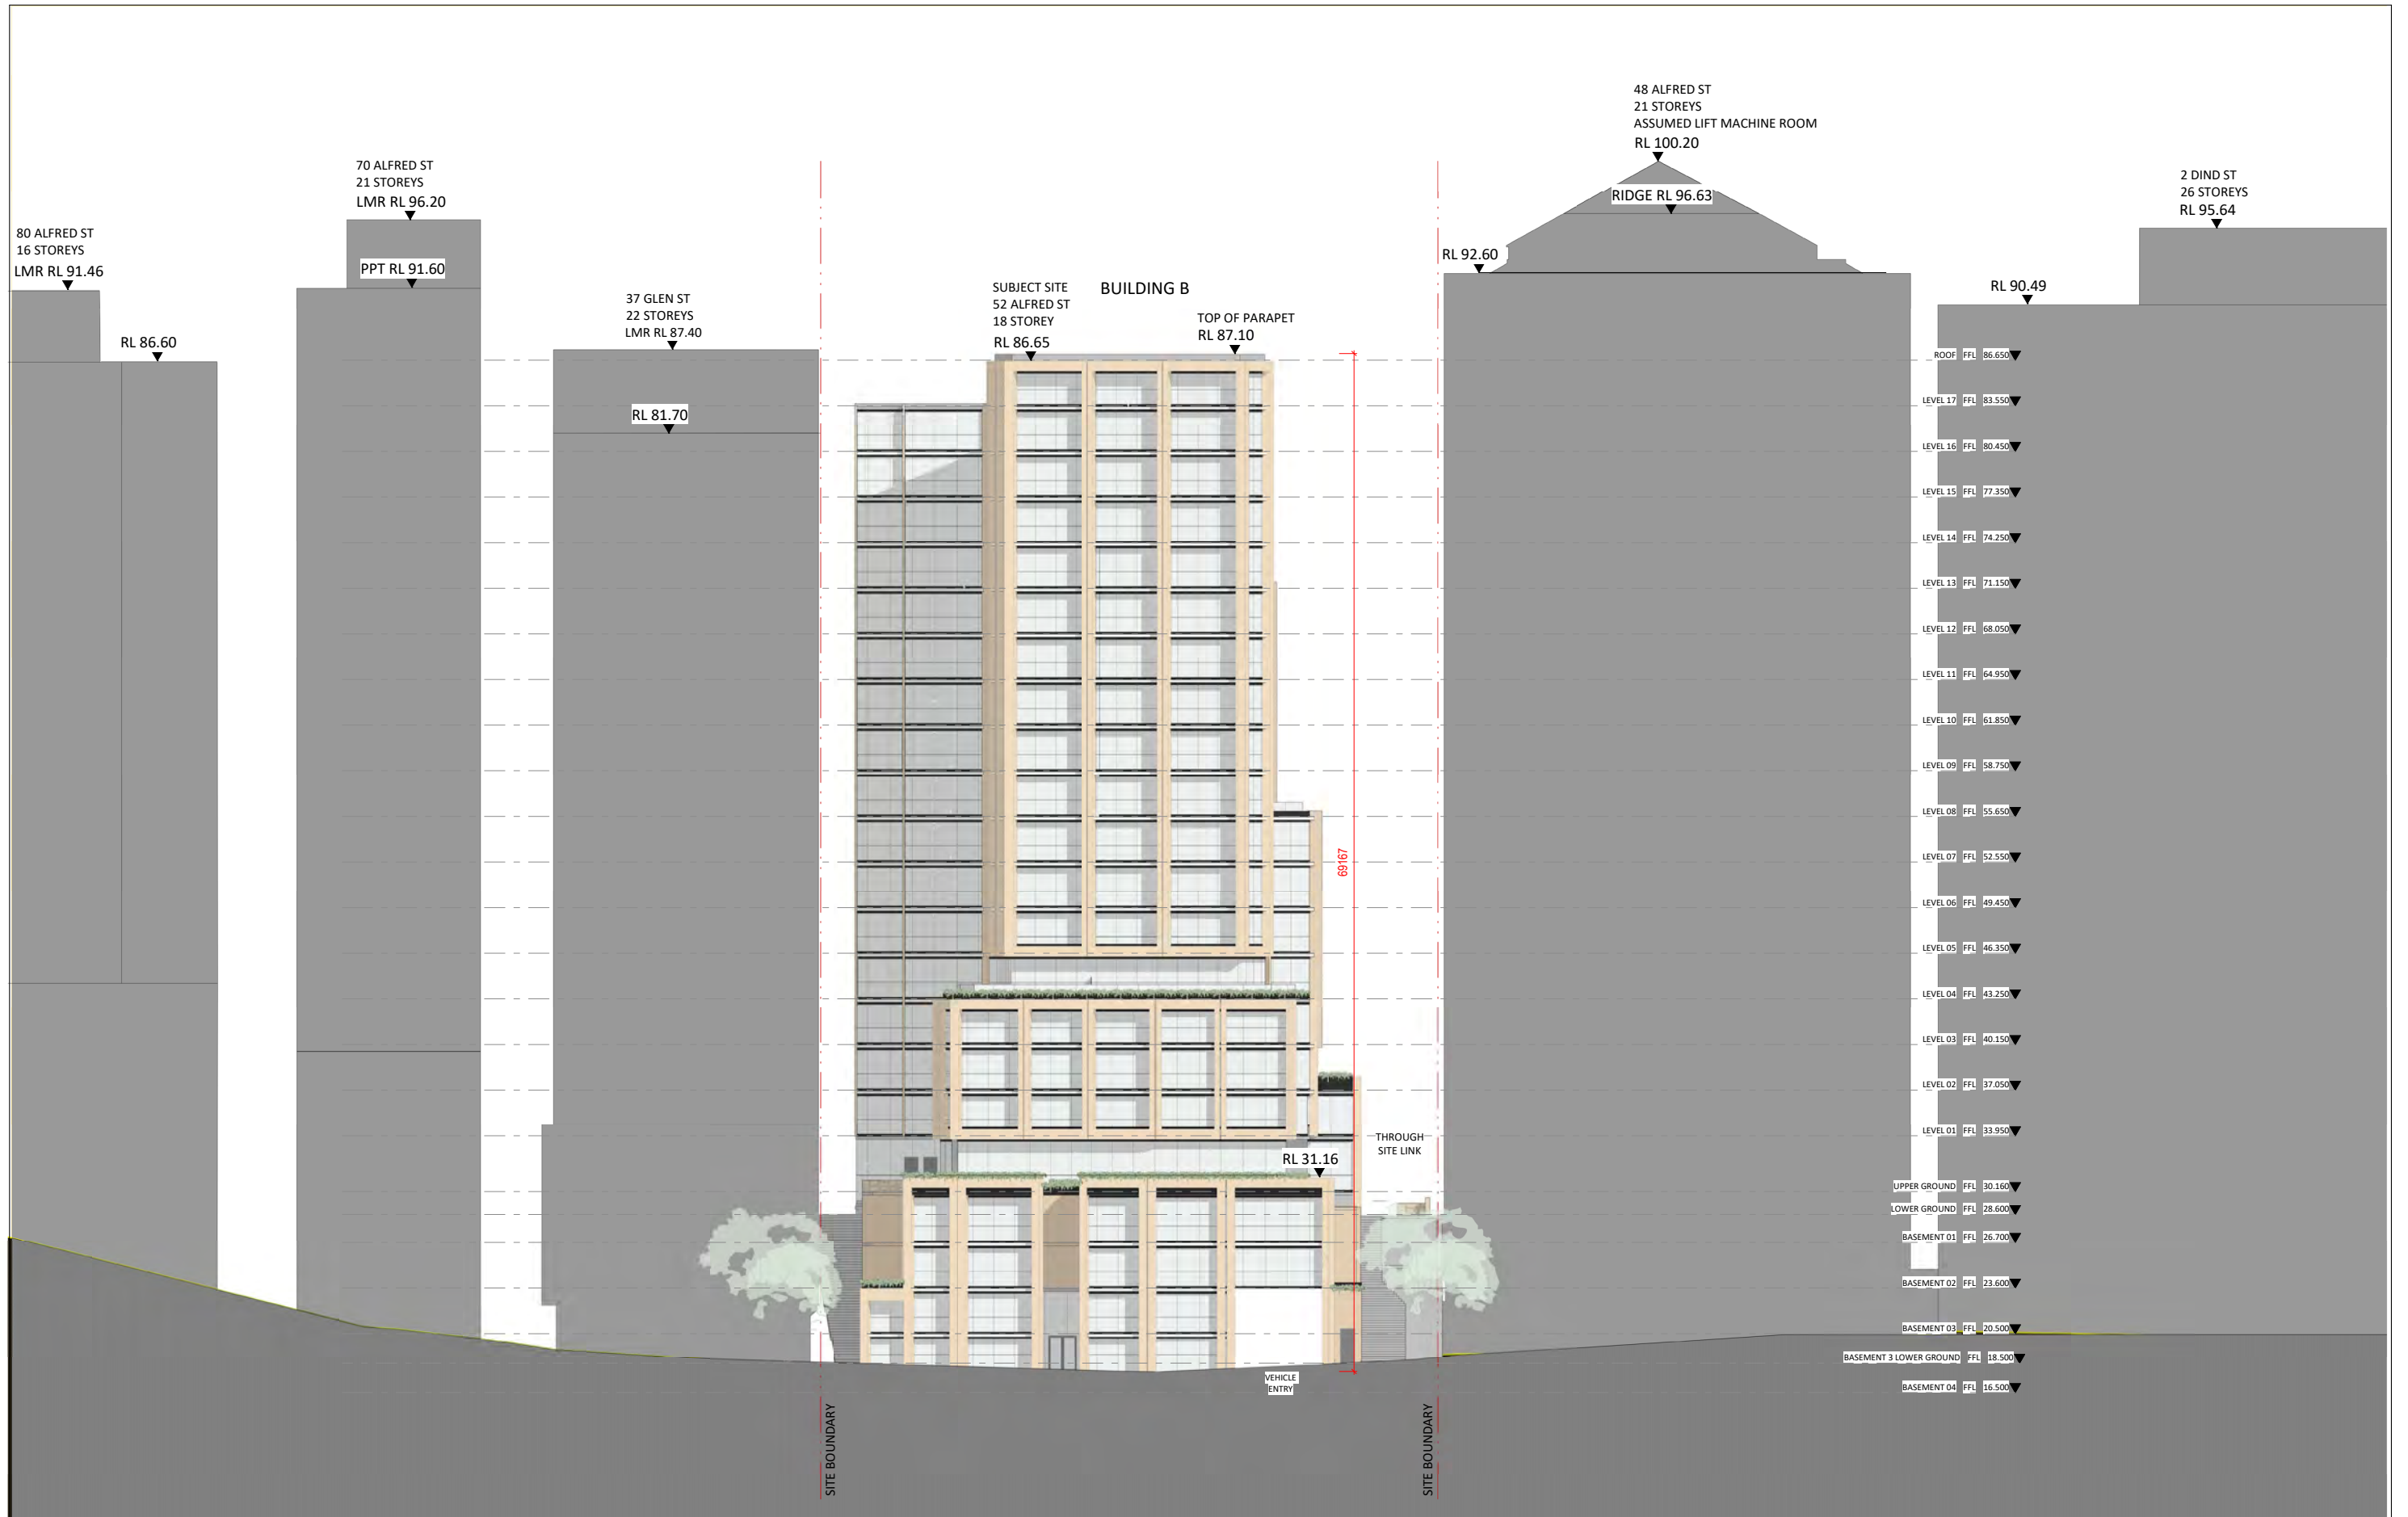 48 ALFRED ST
21 STOREYS
ASSUMED LIFT MACHINE ROOM
RL 100.20
RIDGE RL 96.63
70 ALFRED ST
21 STOREYS
LMR RL 96.20
PPT RL 91.60
2 DIND ST
26 STOREYS
RL 95.64
80 ALFRED ST
16 STOREYS
LMR RL 91.46
RL 86.60
RL 92.60
RL 90.49
37 GLEN ST
22 STOREYS
LMR RL 87.40
RL 81.70
SUBJECT SITE
52 ALFRED ST
18 STOREY
RL 86.65
BUILDING B
TOP OF PARAPET
RL 87.10
ROOF FFL 86.650
LEVEL 17 FFL 83.550
LEVEL 16 FFL 80.450
LEVEL 15 FFL 77.350
LEVEL 14 FFL 74.250
LEVEL 13 FFL 71.150
LEVEL 12 FFL 68.050
LEVEL 11 FFL 64.950
LEVEL 10 FFL 61.850
LEVEL 09 FFL 58.750
LEVEL 08 FFL 55.650
69167
LEVEL 07 FFL 52.550
LEVEL 06 FFL 49.450
LEVEL 05 FFL 46.350
LEVEL 04 FFL 43.250
LEVEL 03 FFL 40.150
LEVEL 02 FFL 37.050
LEVEL 01 FFL 33.950
THROUGH
SITE LINK
RL 31.16
UPPER GROUND FFL 30.160
LOWER GROUND FFL 28.600
BASEMENT 01 FFL 26.700
BASEMENT 02 FFL 23.600
BASEMENT 03 FFL 20.500
BASEMENT 3 LOWER GROUND FFL 18.500
BASEMENT 04 FFL 16.500
VEHICLE
ENTRY
SITE BOUNDARY
SITE BOUNDARY